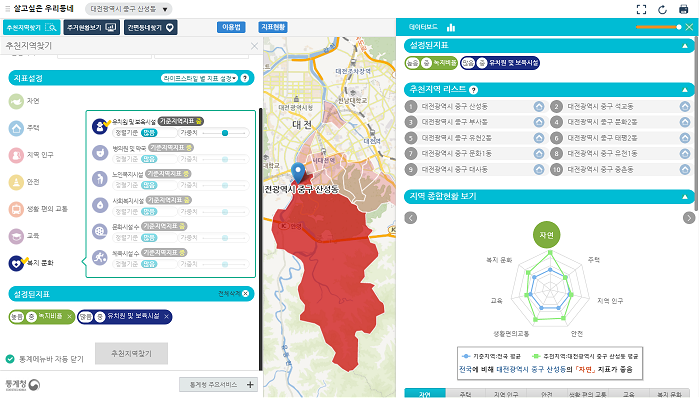 살고싶은 우리동네
대전광역시 중구 산성동
추천지역찾기
주거현황보기
간편동네찾기
이용법
지표현황
데이터보드
추천지역찾기
지표설정
라이프스타일 별 지표 설정
?
자연
주택
지역 인구
안전
생활 편의 교통
교육
복지 문화
유치원 및 보육시설 기준지역지표 중
정렬기준 많음 가중치
병의원 및 약국 기준지역지표 중
정렬기준 많음 가중치
노인복지시설 기준지역지표 중
정렬기준 많음 가중치
사회복지시설 기준지역지표 중
정렬기준 많음 가중치
문화시설 수 기준지역지표 중
정렬기준 많음 가중치
체육시설 수 기준지역지표 중
정렬기준 많음 가중치
설정된지표
전체삭제
높음 중 녹지비율 ×
많음 중 유치원 및 보육시설 ×
추천지역찾기
통계메뉴바 자동 닫기
통계청
통계청 주요서비스 +
대전
대전광역시 중구 산성동
설정된지표
높음 중 녹지비율
많음 중 유치원 및 보육시설
추천지역 리스트 ?
1 대전광역시 중구 산성동
2 대전광역시 중구 석교동
3 대전광역시 중구 부사동
4 대전광역시 중구 문화2동
5 대전광역시 중구 유천2동
6 대전광역시 중구 태평2동
7 대전광역시 중구 문화1동
8 대전광역시 중구 유천1동
9 대전광역시 중구 대사동
10 대전광역시 중구 중촌동
지역 종합현황 보기
자연
복지 문화
주택
교육
지역 인구
생활편의교통
안전
기준지역:전국 평균
추천지역:대전광역시 중구 산성동 평균
전국에 비해 대전광역시 중구 산성동의 「자연」 지표가 좋음
자연 주택 지역 인구 안전 생활 편의 교통 교육 복지 문화